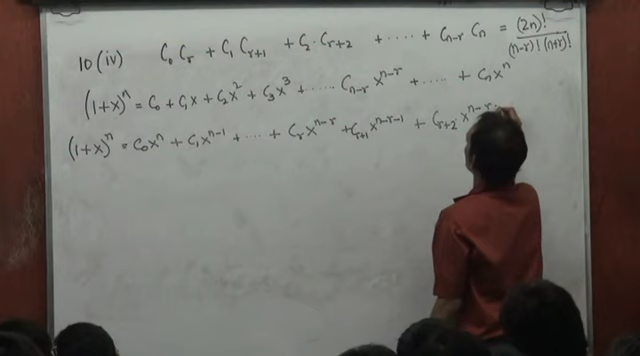 10 (iv) C₀ Cᵣ + C₁ Cᵣ₊₁ + C₂ · Cᵣ₊₂ + ····· + Cₙ₋ᵣ Cₙ = (2n)! / (n-r)! (n+r)!
(1+x)ⁿ = C₀ + C₁x + C₂x² + C₃x³ + ······ Cₙ₋ᵣ xⁿ⁻ʳ + ····· + Cₙxⁿ
(1+x)ⁿ = C₀xⁿ + C₁xⁿ⁻¹ + ···· + Cᵣxⁿ⁻ʳ + Cᵣ₊₁xⁿ⁻ʳ⁻¹ + Cᵣ₊₂ xⁿ⁻ʳ